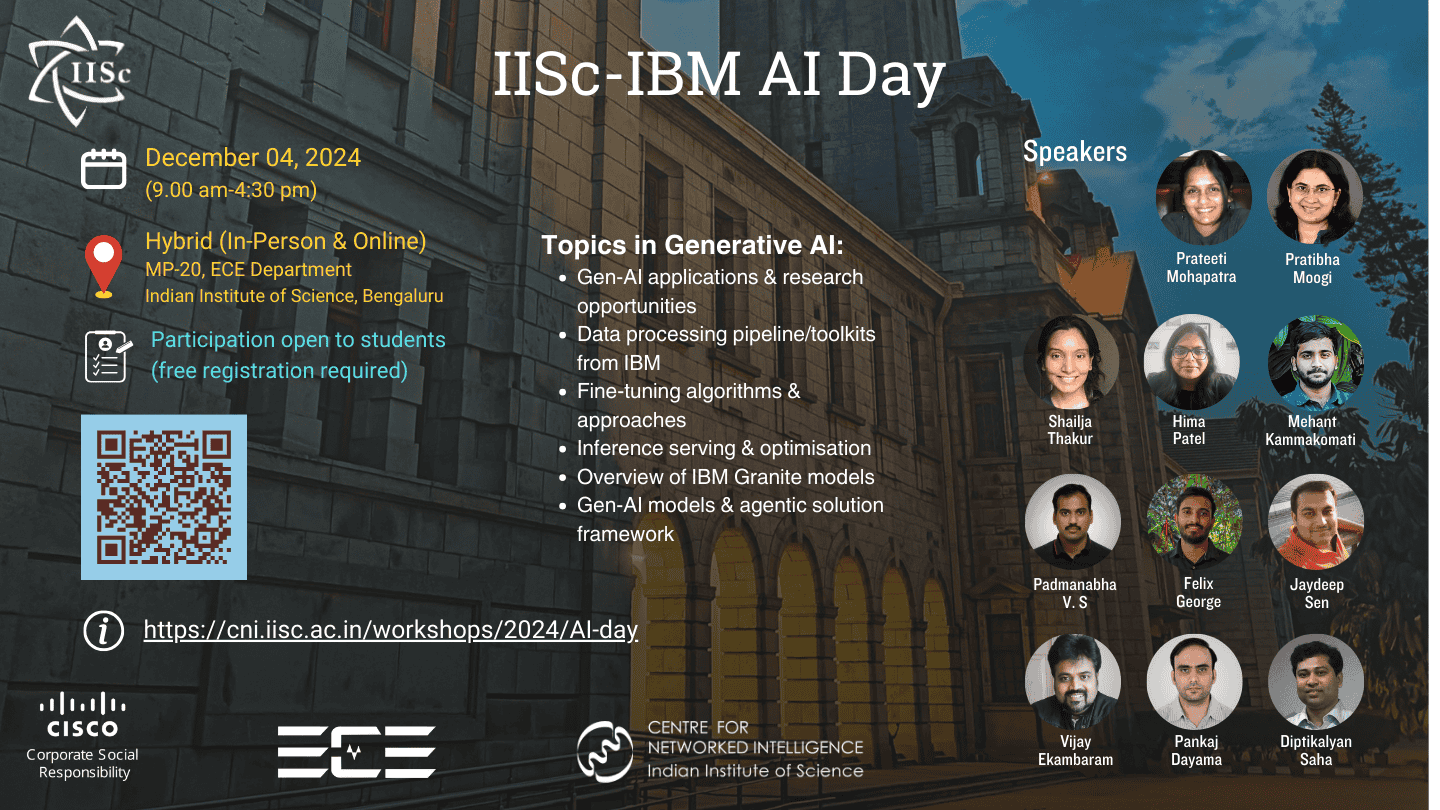 IISc
IISc-IBM AI Day
December 04, 2024
(9.00 am-4:30 pm)
Hybrid (In-Person & Online)
MP-20, ECE Department
Indian Institute of Science, Bengaluru
Participation open to students
(free registration required)
https://cni.iisc.ac.in/workshops/2024/AI-day
Topics in Generative AI:
• Gen-AI applications & research
opportunities
• Data processing pipeline/toolkits
from IBM
• Fine-tuning algorithms &
approaches
• Inference serving & optimisation
• Overview of IBM Granite models
• Gen-AI models & agentic solution
framework
Speakers
Prateeti
Mohapatra
Pratibha
Moogi
Shailja
Thakur
Hima
Patel
Mehant
Kammakomati
Padmanabha
V. S
Felix
George
Jaydeep
Sen
Vijay
Ekambaram
Pankaj
Dayama
Diptikalyan
Saha
CISCO
Corporate Social
Responsibility
ECE
CENTRE FOR
NETWORKED INTELLIGENCE
Indian Institute of Science